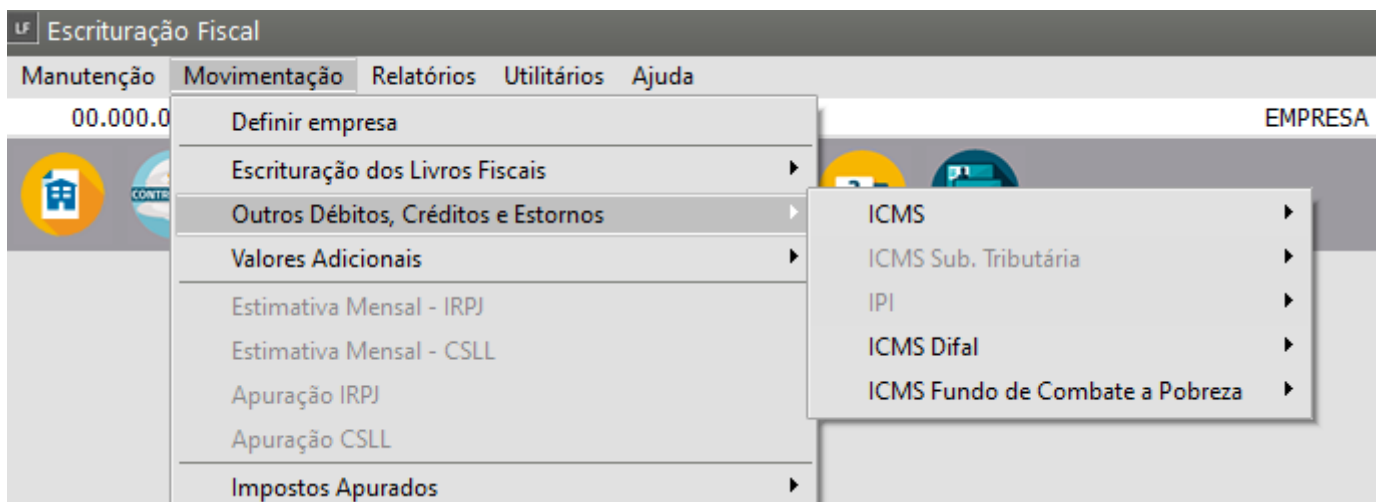 LF Escrituração Fiscal
Manutenção Movimentação Relatórios Utilitários Ajuda
00.000.0 EMPRESA
Definir empresa
Escrituração dos Livros Fiscais
Outros Débitos, Créditos e Estornos
Valores Adicionais
Estimativa Mensal - IRPJ
Estimativa Mensal - CSLL
Apuração IRPJ
Apuração CSLL
Impostos Apurados
ICMS
ICMS Sub. Tributária
IPI
ICMS Difal
ICMS Fundo de Combate a Pobreza